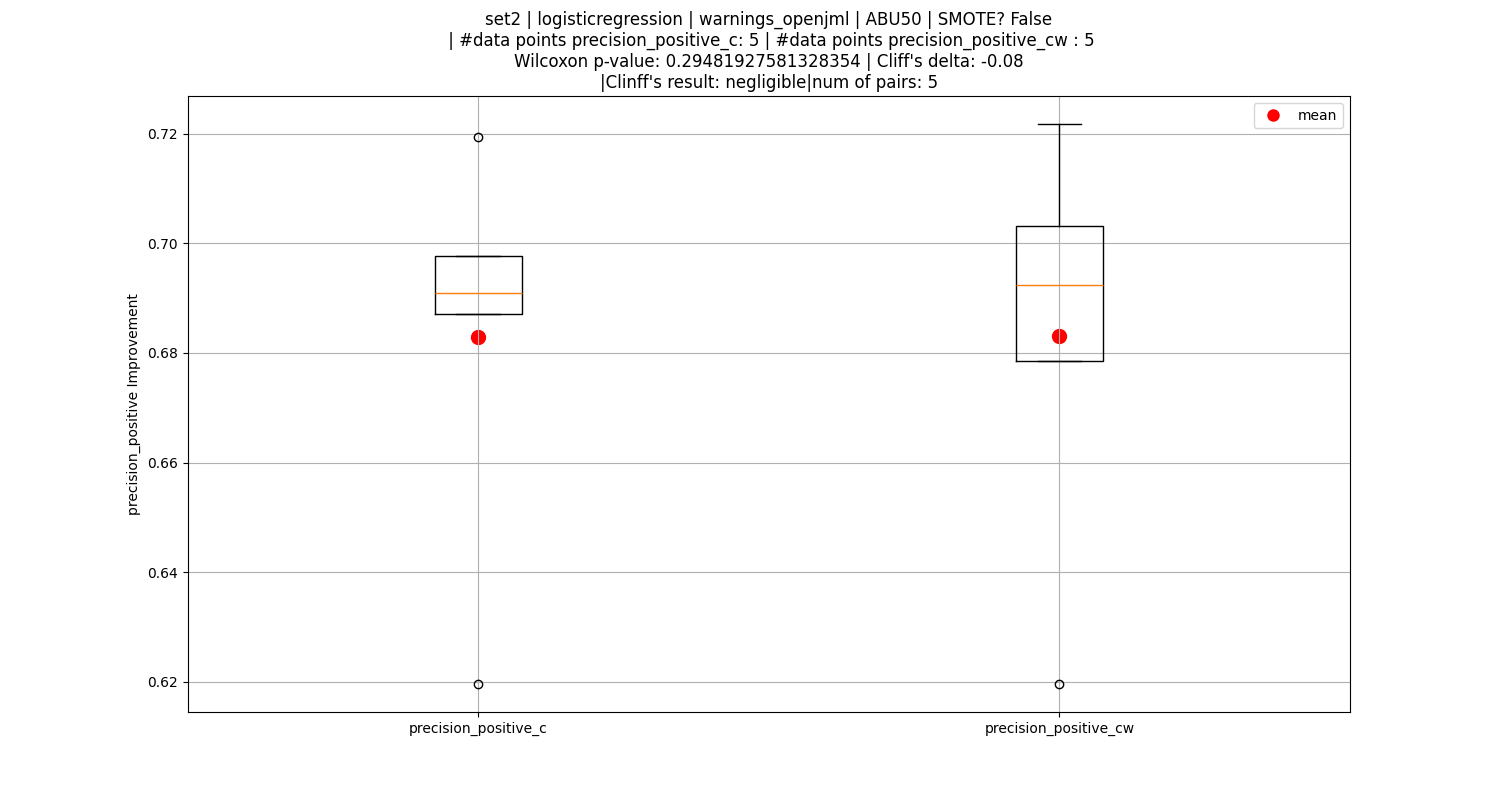 set2 | logisticregression | warnings_openjml | ABU50 | SMOTE? False
| #data points precision_positive_c: 5 | #data points precision_positive_cw : 5
Wilcoxon p-value: 0.29481927581328354 | Cliff's delta: -0.08
|Clinff's result: negligible|num of pairs: 5
mean
0.72
0.70
0.68
0.66
0.64
0.62
precision_positive Improvement
precision_positive_c
precision_positive_cw